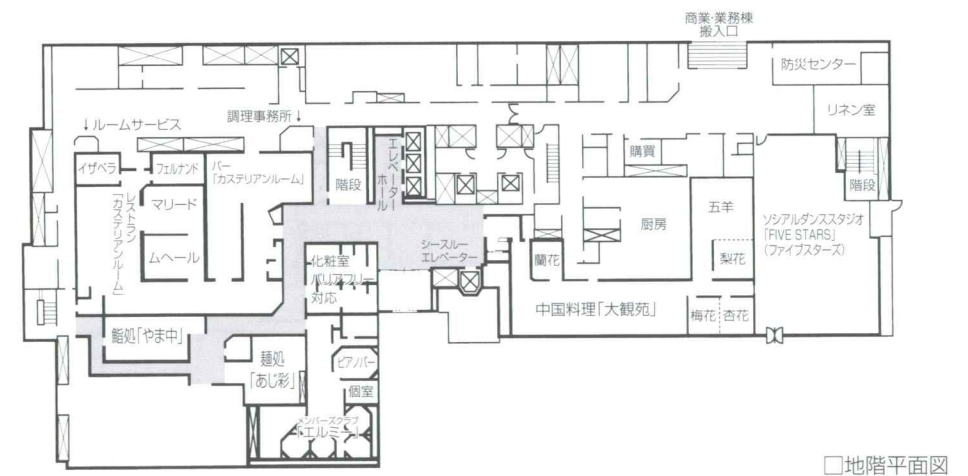 商業・業務棟
搬入口
防災センター
リネン室
調理事務所↓
↓ルームサービス
イザベラ
フェルナンド
バー
「カステリアンルーム」
レストラン
「カステリアンルーム」
マリード
ムヘール
階段
エレベーター
ホール
購買
厨房
五羊
梨花
階段
ソシアルダンススタジオ
「FIVE STARS」
(ファイブスターズ)
シースルー
エレベーター
蘭花
化粧室
バリアフリー
対応
中国料理「大観苑」
梅花
杏花
鮨処「やま中」
麺処
「あじ彩」
ピアノバー
個室
メンバーズクラブ
「エルミー」
□地階平面図